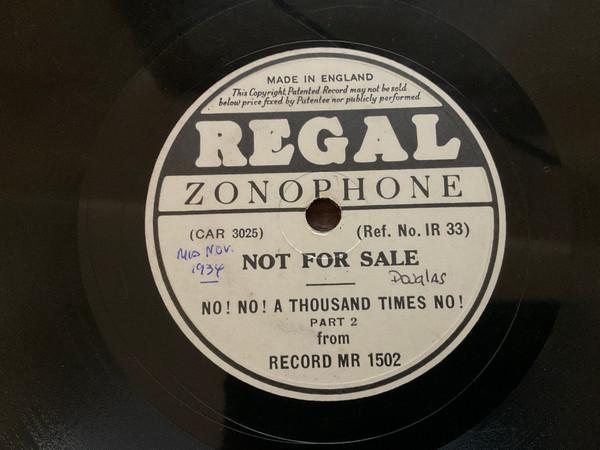 MADE IN ENGLAND
This Copyright Patented Record may not be sold
below price fixed by Patentee nor publicly performed
REGAL
ZONOPHONE
(CAR 3025) (Ref. No. IR 33)
Mid Nov.
1934
NOT FOR SALE
Douglas
NO! NO! A THOUSAND TIMES NO!
PART 2
from
RECORD MR 1502